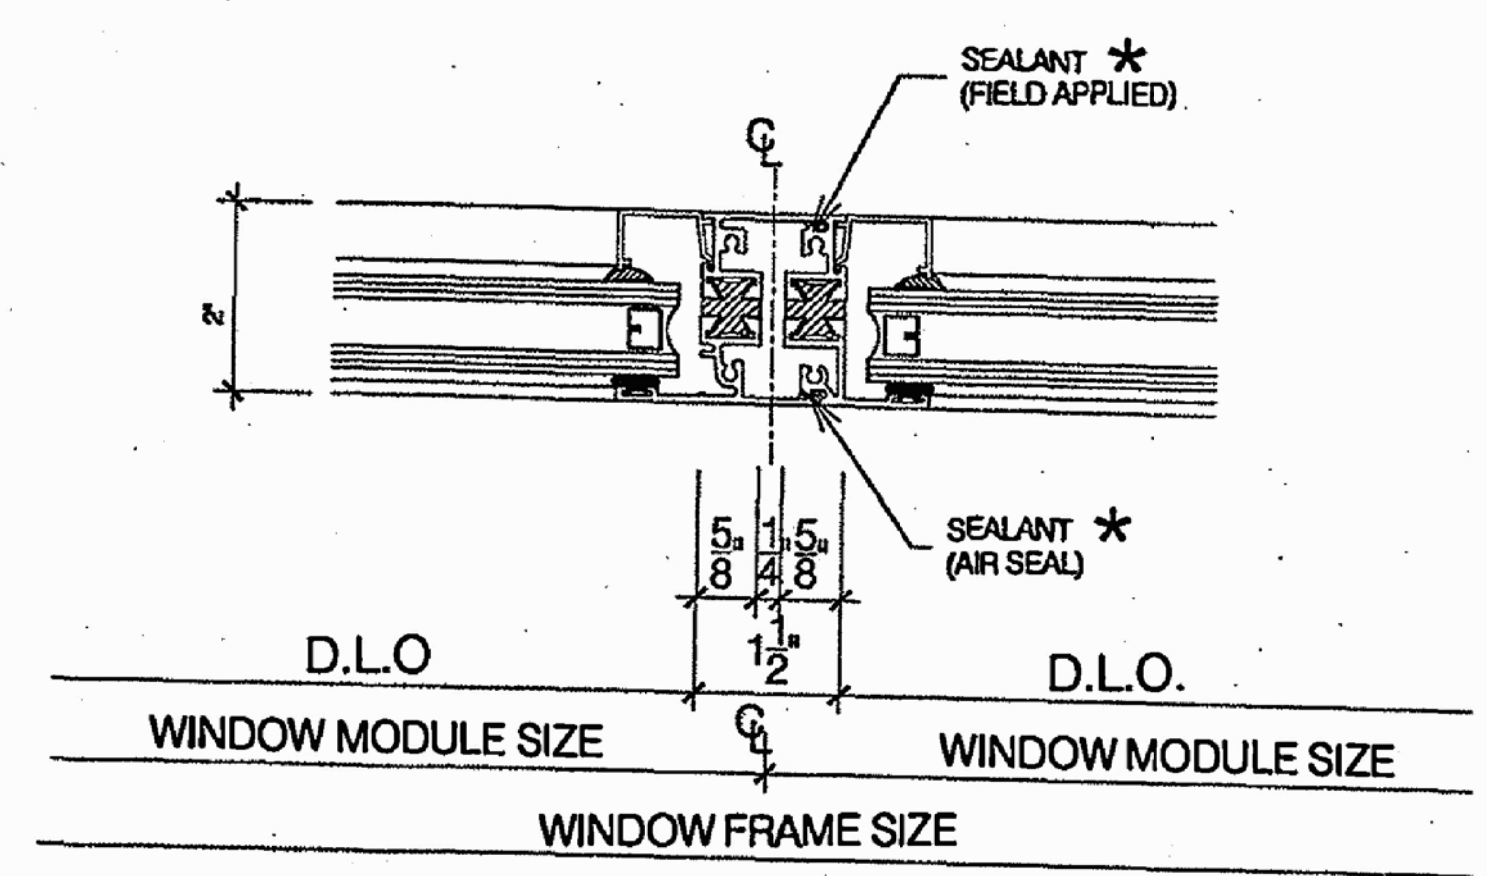 SEALANT *
(FIELD APPLIED)
℄
2"
SEALANT *
(AIR SEAL)
5/8" 1/4" 5/8"
1 1/2"
D.L.O
D.L.O.
℄
WINDOW MODULE SIZE
WINDOW MODULE SIZE
WINDOW FRAME SIZE